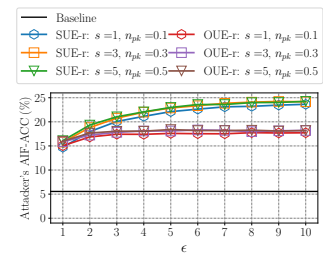 Baseline
SUE-r: s=1, n_pk=0.1
OUE-r: s=1, n_pk=0.1
SUE-r: s=3, n_pk=0.3
OUE-r: s=3, n_pk=0.3
SUE-r: s=5, n_pk=0.5
OUE-r: s=5, n_pk=0.5
Attacker's AIF-ACC (%)
25
20
15
10
5
0
1 2 3 4 5 6 7 8 9 10
ϵ